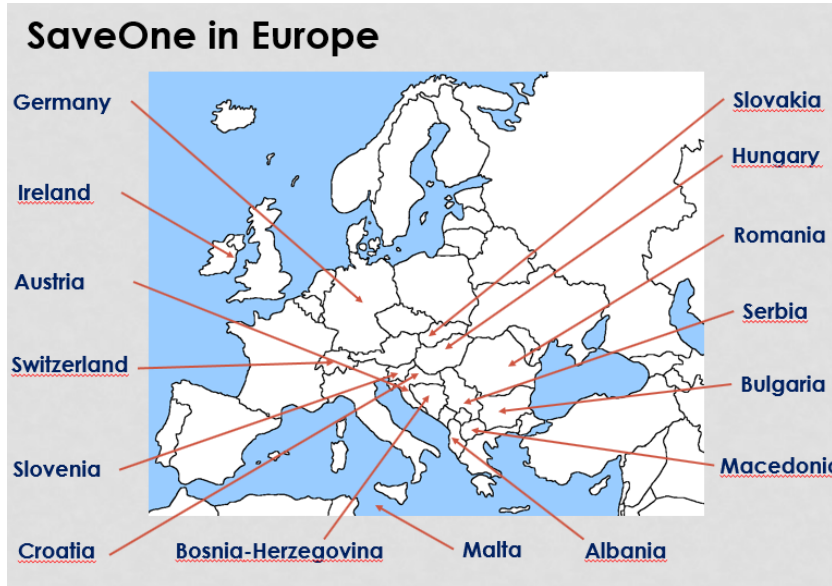 SaveOne in Europe
Germany
Ireland
Austria
Switzerland
Slovenia
Croatia
Bosnia-Herzegovina
Malta
Albania
Slovakia
Hungary
Romania
Serbia
Bulgaria
Macedonia